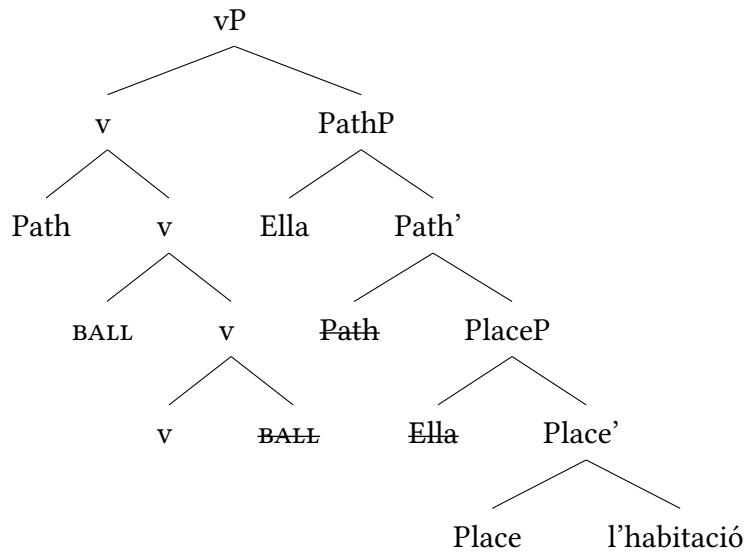 vP
v PathP
Path v Ella Path’
BALL v Path PlaceP
v BALL Ella Place’
Place l'habitació